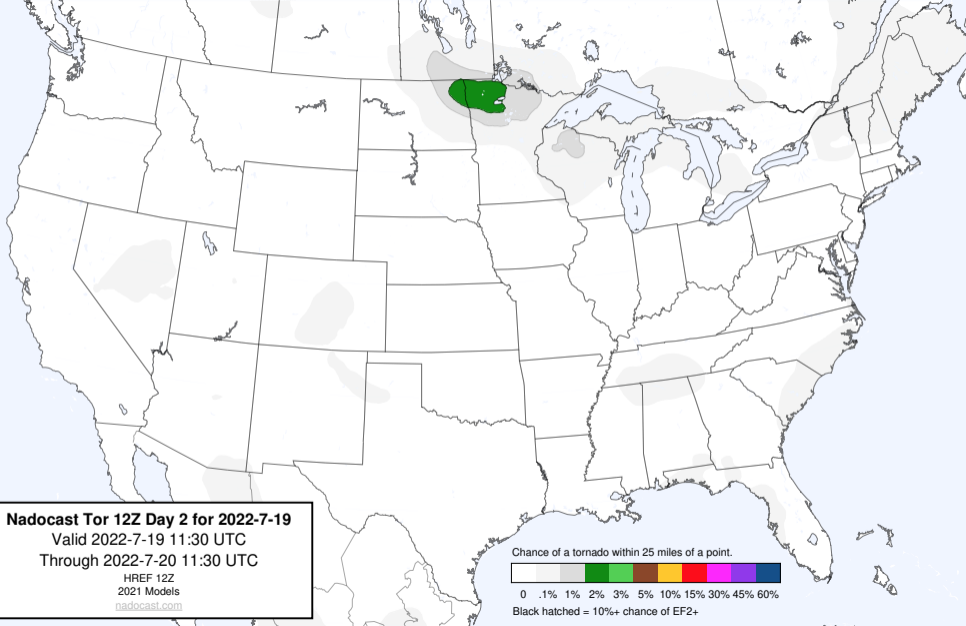 Nadocast Tor 12Z Day 2 for 2022-7-19
Valid 2022-7-19 11:30 UTC
Through 2022-7-20 11:30 UTC
HREF 12Z
2021 Models
nadocast.com
Chance of a tornado within 25 miles of a point.
0 .1% 1% 2% 3% 5% 10% 15% 30% 45% 60%
Black hatched = 10%+ chance of EF2+